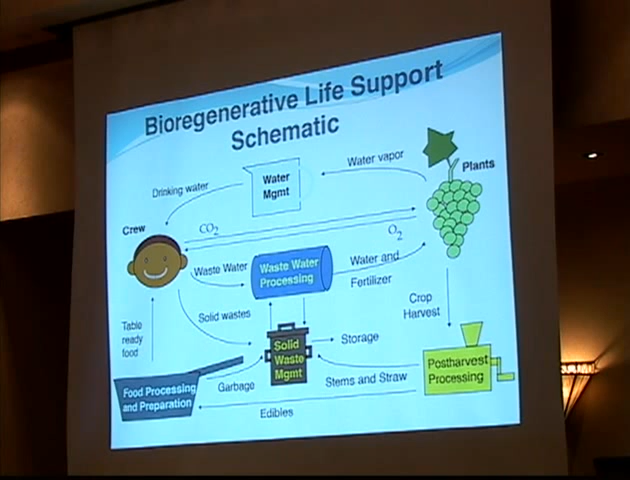 Bioregenerative Life Support
Schematic
Water vapor
Plants
Water
Mgmt
Drinking water
Crew
CO2
O2
Waste Water
Waste Water
Processing
Water and
Fertilizer
Crop
Harvest
Solid wastes
Table
ready
food
Solid
Waste
Mgmt
Storage
Postharvest
Processing
Stems and Straw
Garbage
Food Processing
and Preparation
Edibles